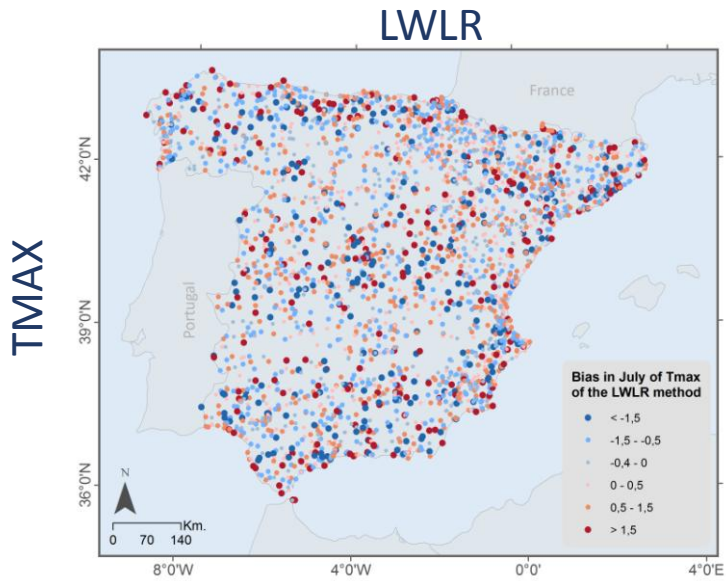 LWLR
TMAX
France
Portugal
42°0'N
39°0'N
36°0'N
8°0'W
4°0'W
0°0'
4°0'E
N
Km.
0 70 140
Bias in July of Tmax
of the LWLR method
< -1,5
-1,5 - -0,5
-0,4 - 0
0 - 0,5
0,5 - 1,5
> 1,5